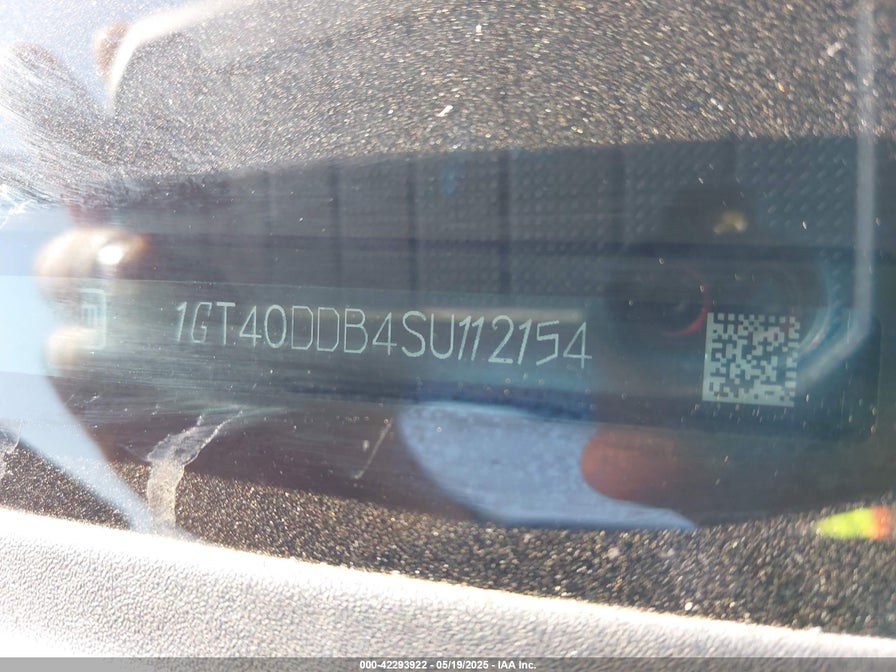 1GT40DDB4SU112154
000-42293922 - 05/19/2025 - IAA Inc.